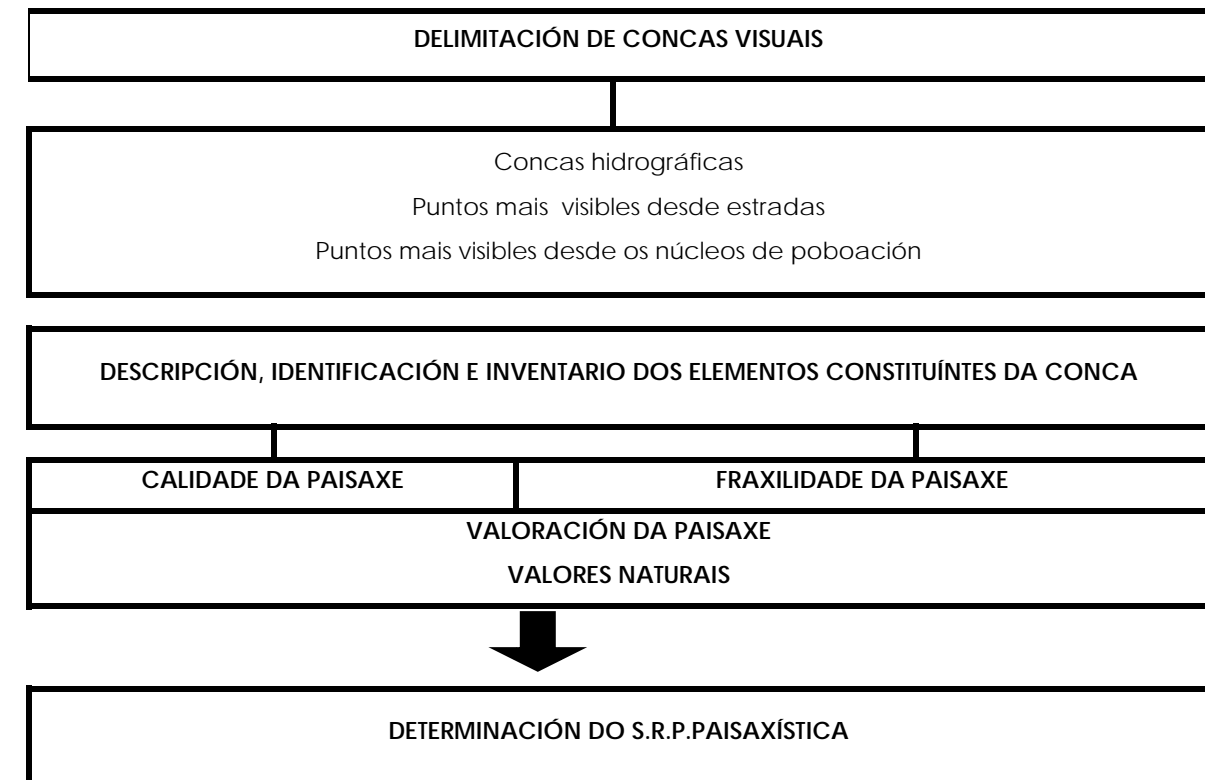 DELIMITACIÓN DE CONCAS VISUAIS
Concas hidrográficas
Puntos mais visibles desde estradas
Puntos mais visibles desde os núcleos de poboación
DESCRIPCIÓN, IDENTIFICACIÓN E INVENTARIO DOS ELEMENTOS CONSTITUÍNTES DA CONCA
CALIDADE DA PAISAXE
FRAXILIDADE DA PAISAXE
VALORACIÓN DA PAISAXE
VALORES NATURAIS
DETERMINACIÓN DO S.R.P.PAISAXÍSTICA